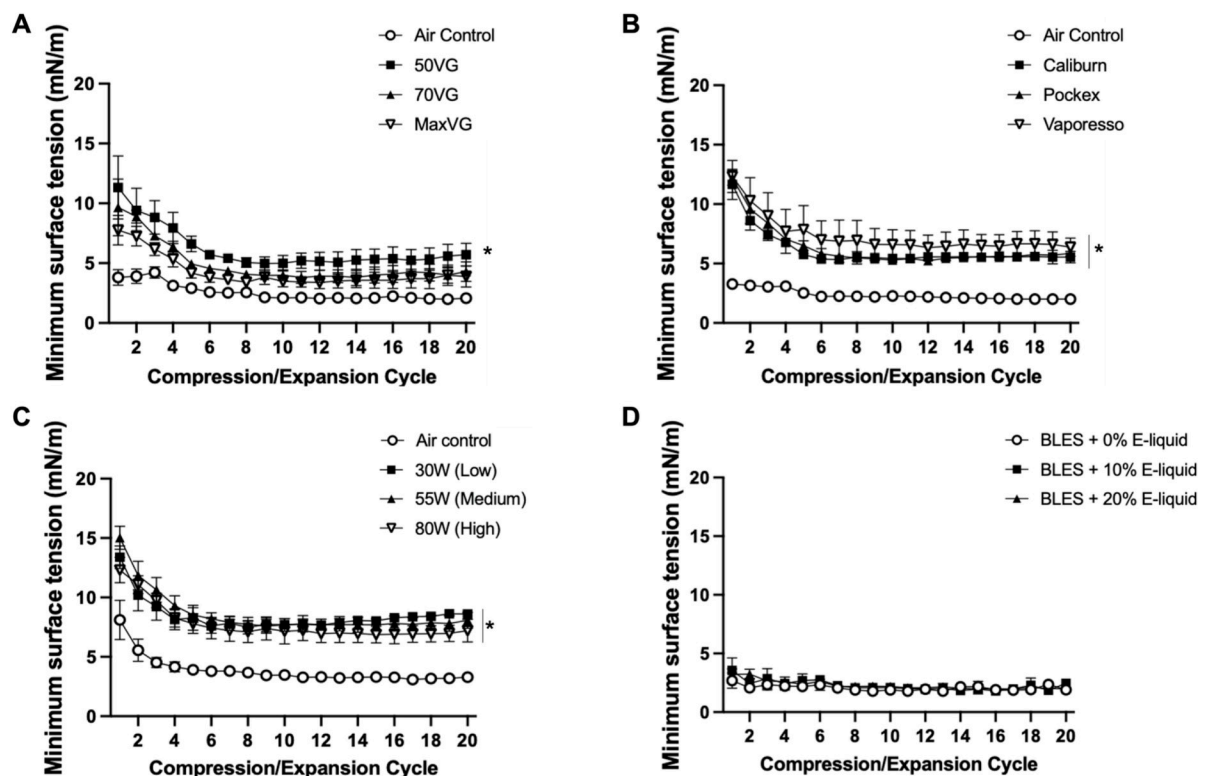 A
Air Control
50VG
70VG
MaxVG
Minimum surface tension (mN/m)
20
15
10
5
0
*
2 4 6 8 10 12 14 16 18 20
Compression/Expansion Cycle
B
Air Control
Caliburn
Pockex
Vaporesso
Minimum surface tension (mN/m)
20
15
10
5
0
*
2 4 6 8 10 12 14 16 18 20
Compression/Expansion Cycle
C
Air control
30W (Low)
55W (Medium)
80W (High)
Minimum surface tension (mN/m)
20
15
10
5
0
*
2 4 6 8 10 12 14 16 18 20
Compression/Expansion Cycle
D
BLES + 0% E-liquid
BLES + 10% E-liquid
BLES + 20% E-liquid
Minimum surface tension (mN/m)
20
15
10
5
0
2 4 6 8 10 12 14 16 18 20
Compression/Expansion Cycle